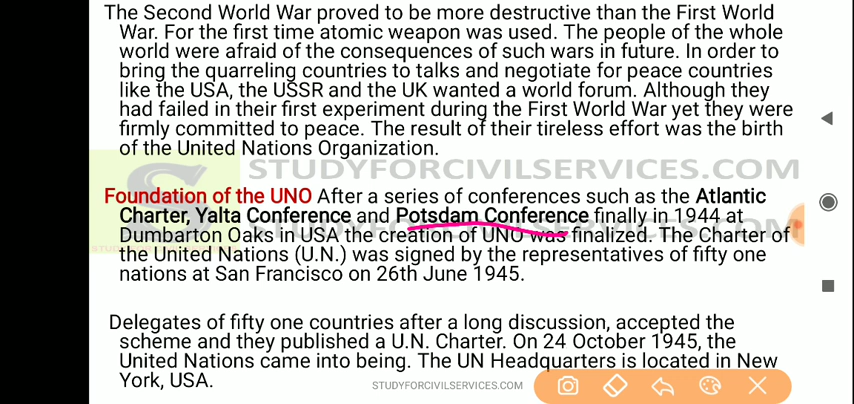 The Second World War proved to be more destructive than the First World
War. For the first time atomic weapon was used. The people of the whole
world were afraid of the consequences of such wars in future. In order to
bring the quarreling countries to talks and negotiate for peace countries
like the USA, the USSR and the UK wanted a world forum. Although they
had failed in their first experiment during the First World War yet they were
firmly committed to peace. The result of their tireless effort was the birth
of the United Nations Organization.
STUDYFORCIVILSERVICES.COM
Foundation of the UNO After a series of conferences such as the Atlantic
Charter, Yalta Conference and Potsdam Conference finally in 1944 at
Dumbarton Oaks in USA the creation of UNO was finalized. The Charter of
the United Nations (U.N.) was signed by the representatives of fifty one
nations at San Francisco on 26th June 1945.
Delegates of fifty one countries after a long discussion, accepted the
scheme and they published a U.N. Charter. On 24 October 1945, the
United Nations came into being. The UN Headquarters is located in New
York, USA.
STUDYFORCIVILSERVICES.COM